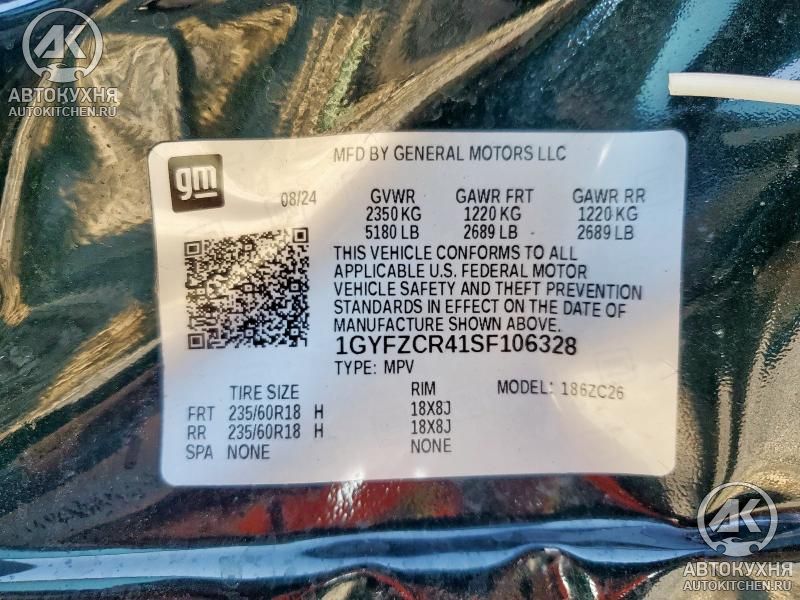 AK
АВТОКУХНЯ
AUTOKITCHEN.RU
gm
MFD BY GENERAL MOTORS LLC
08/24
GVWR GAWR FRT GAWR RR
2350 KG 1220 KG 1220 KG
5180 LB 2689 LB 2689 LB
THIS VEHICLE CONFORMS TO ALL
APPLICABLE U.S. FEDERAL MOTOR
VEHICLE SAFETY AND THEFT PREVENTION
STANDARDS IN EFFECT ON THE DATE OF
MANUFACTURE SHOWN ABOVE.
1GYFZCR41SF106328
TYPE: MPV MODEL: 186ZC26
TIRE SIZE RIM
FRT 235/60R18 H 18X8J
RR 235/60R18 H 18X8J
SPA NONE NONE
AK
АВТОКУХНЯ
AUTOKITCHEN.RU